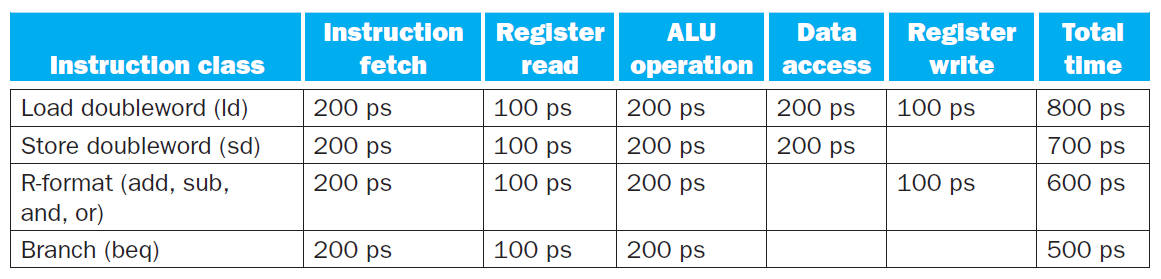 Instruction class Instruction fetch Register read ALU operation Data access Register write Total time
Load doubleword (ld) 200 ps 100 ps 200 ps 200 ps 100 ps 800 ps
Store doubleword (sd) 200 ps 100 ps 200 ps 200 ps 700 ps
R-format (add, sub, and, or) 200 ps 100 ps 200 ps 100 ps 600 ps
Branch (beq) 200 ps 100 ps 200 ps 500 ps